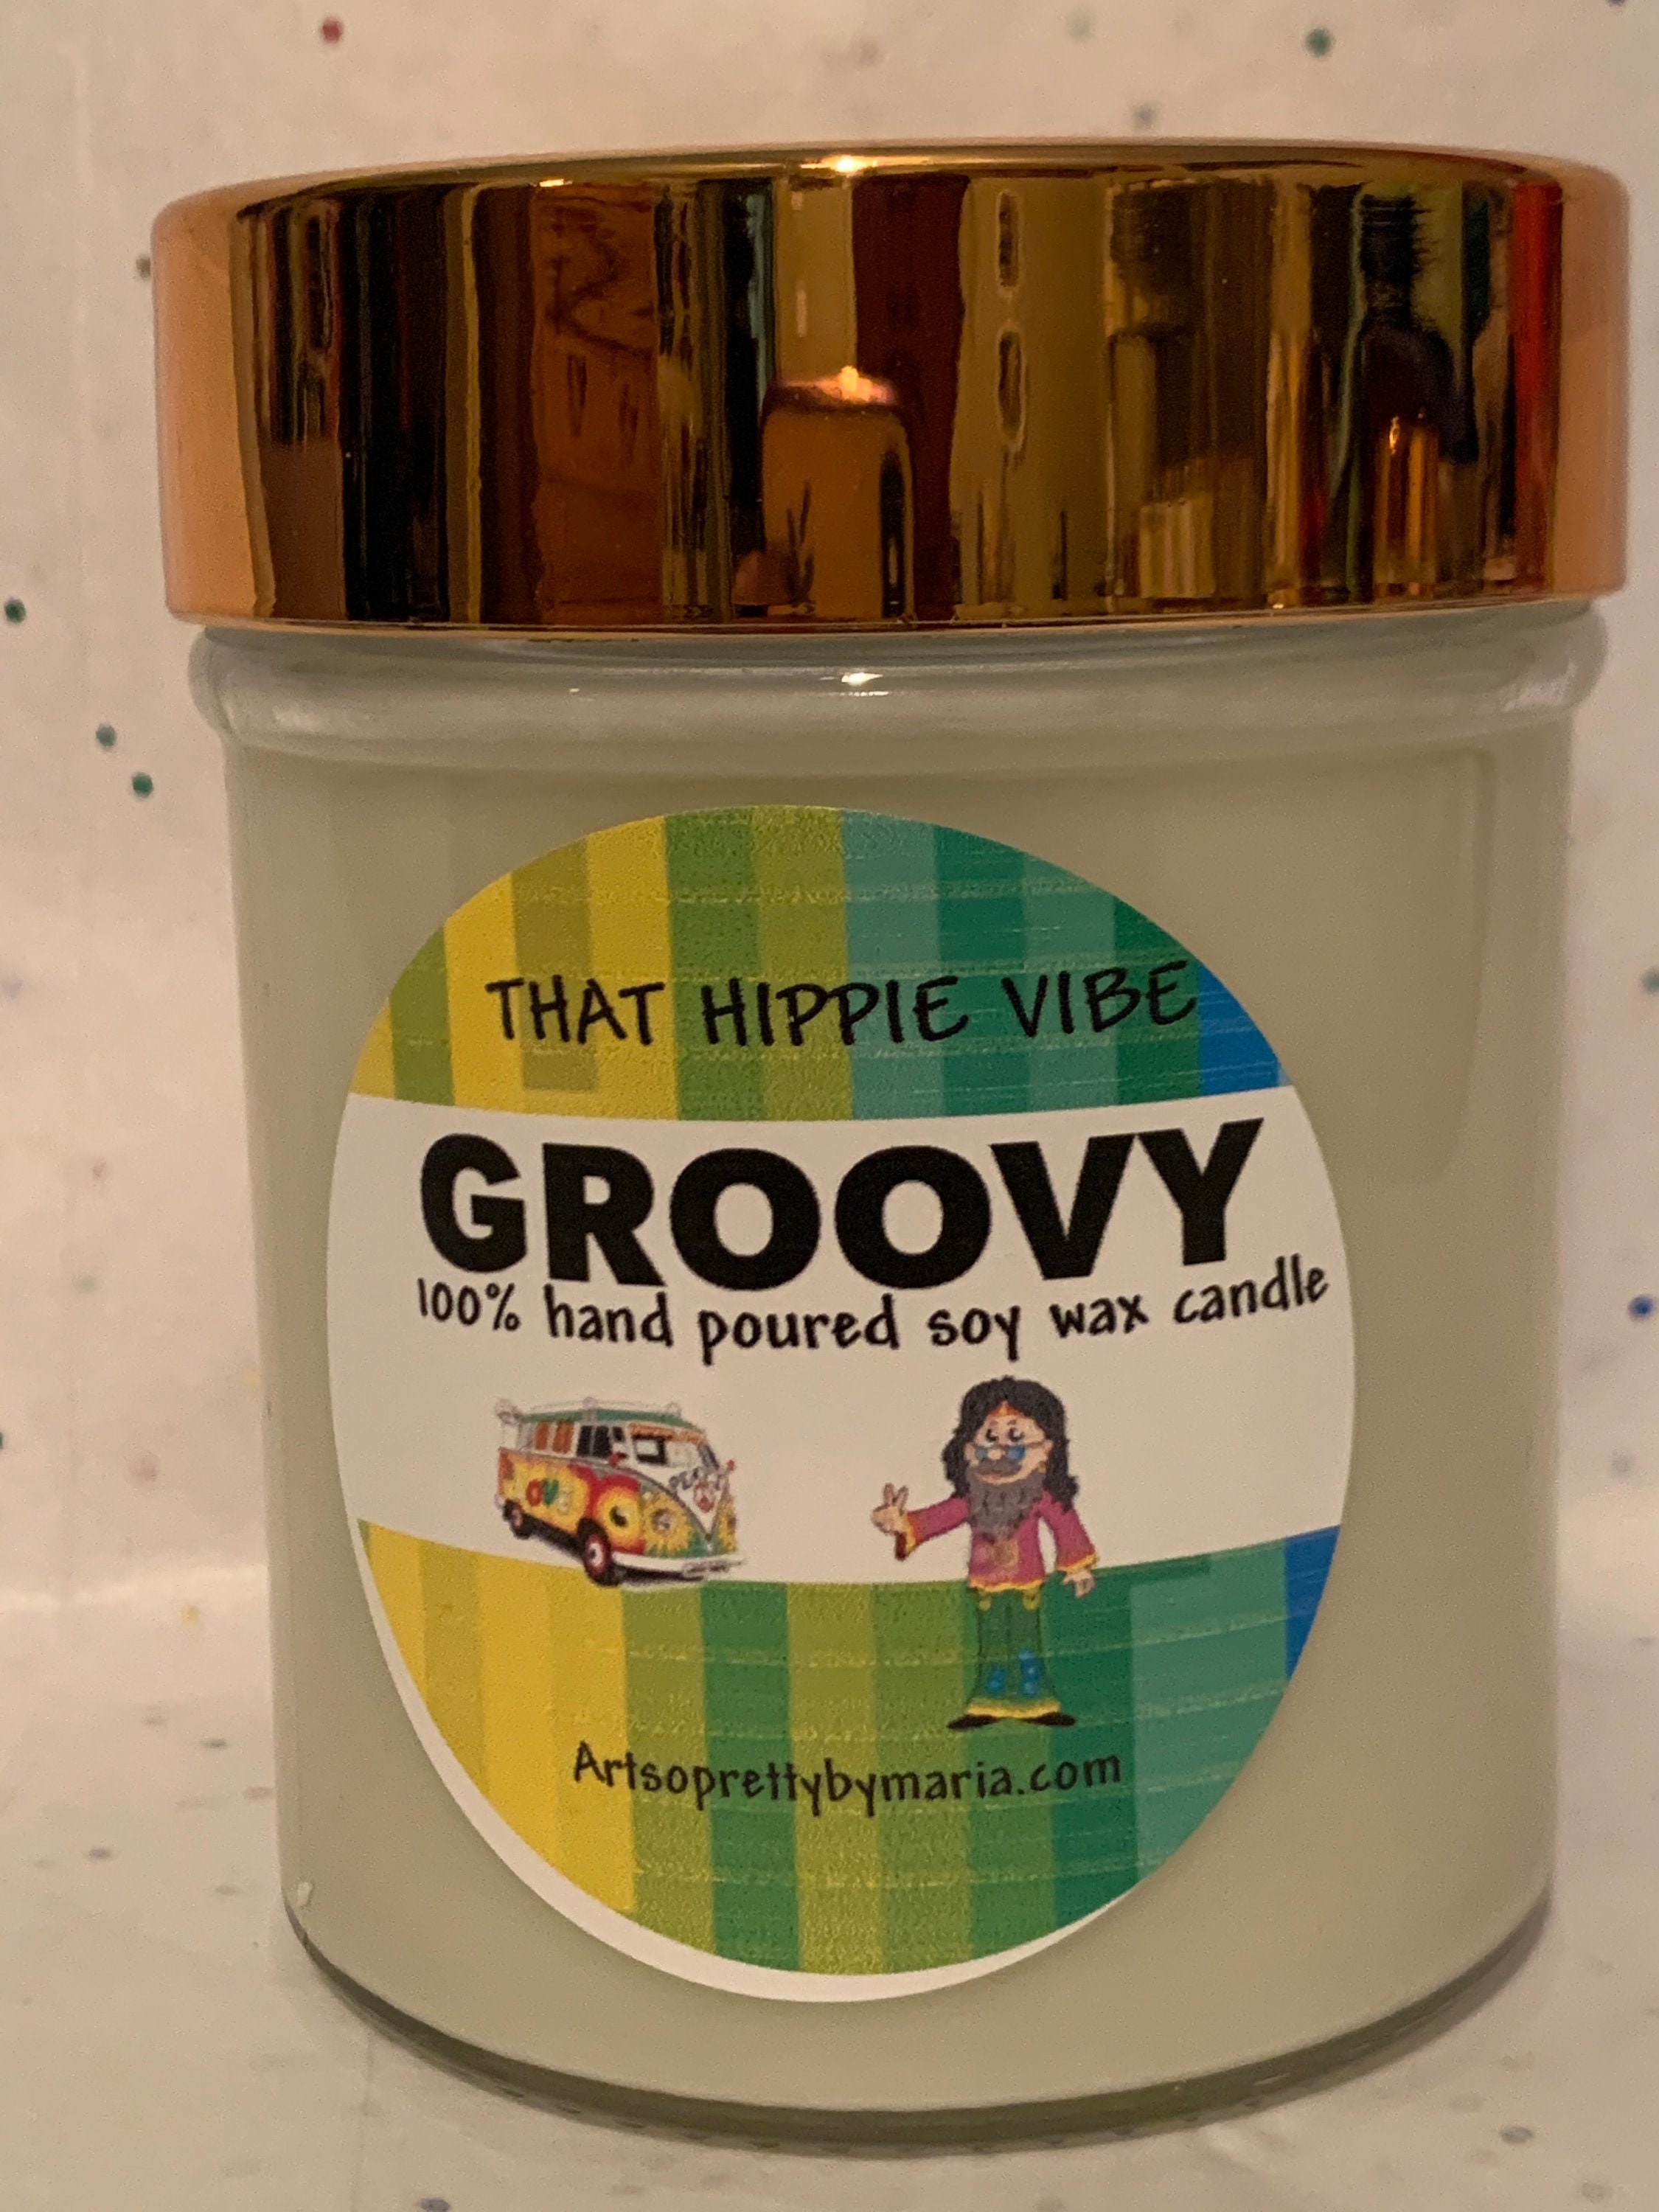 THAT HIPPIE VIBE
GROOVY
100% hand poured soy wax candle
Artsoprettybymaria.com